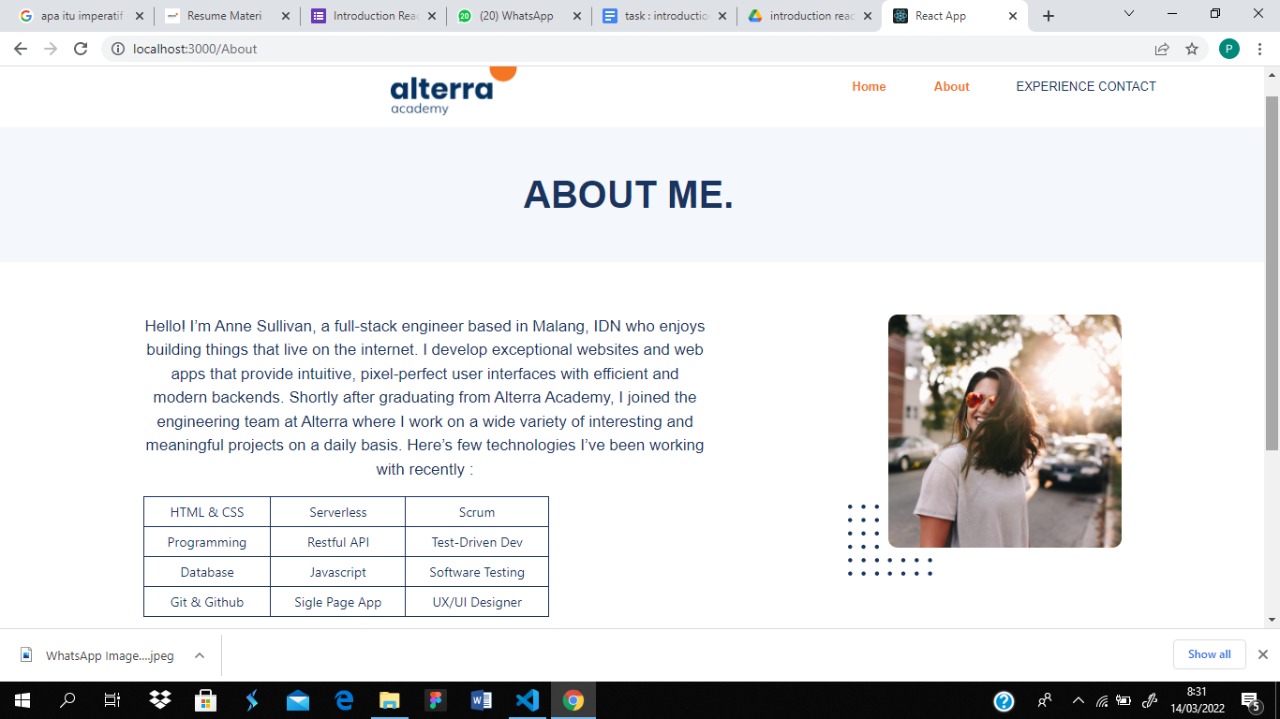 apa itu imperatif
Resume Materi
Introduction Reac
(20) WhatsApp
task : introductio
introduction reac
React App
localhost:3000/About
P
alterra
academy
Home About EXPERIENCE CONTACT
ABOUT ME.
Hello! I'm Anne Sullivan, a full-stack engineer based in Malang, IDN who enjoys
building things that live on the internet. I develop exceptional websites and web
apps that provide intuitive, pixel-perfect user interfaces with efficient and
modern backends. Shortly after graduating from Alterra Academy, I joined the
engineering team at Alterra where I work on a wide variety of interesting and
meaningful projects on a daily basis. Here's few technologies I've been working
with recently :
HTML & CSS Serverless Scrum
Programming Restful API Test-Driven Dev
Database Javascript Software Testing
Git & Github Sigle Page App UX/UI Designer
WhatsApp Image....jpeg
Show all
8:31
14/03/2022
5